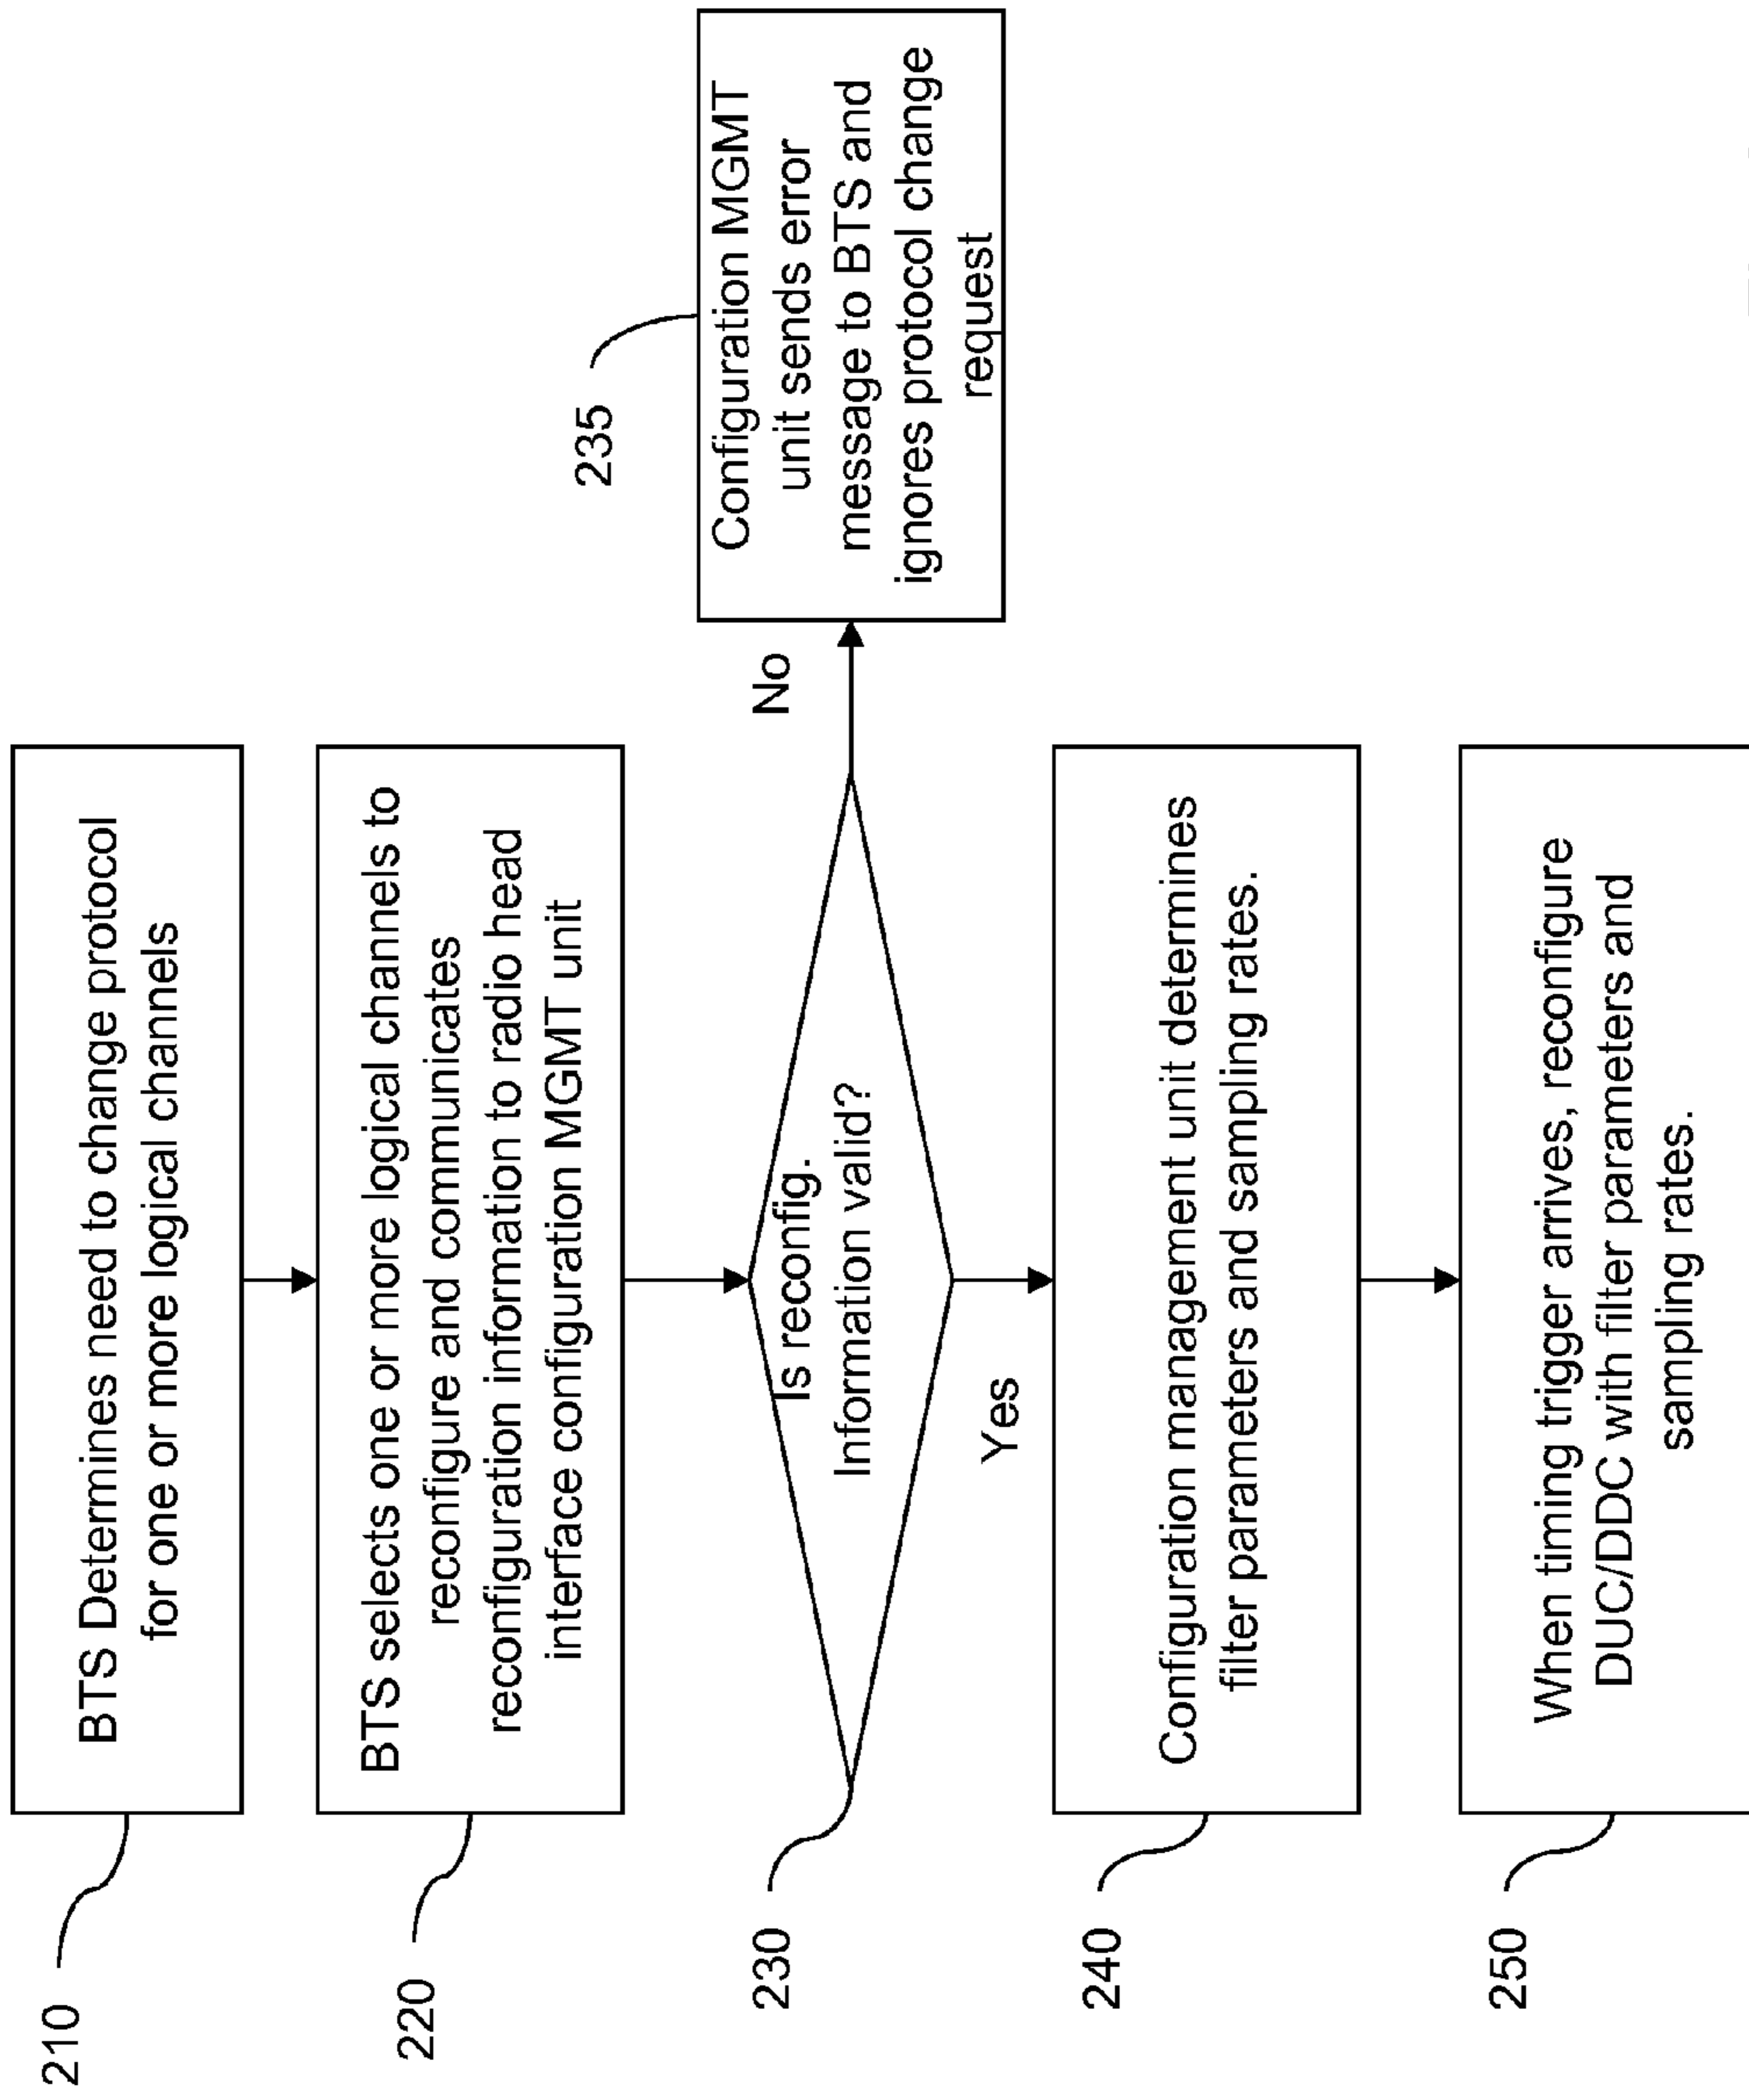 210
BTS Determines need to change protocol
for one or more logical channels
220
BTS selects one or more logical channels to
reconfigure and communicates
reconfiguration information to radio head
interface configuration MGMT unit
230
Is reconfig.
Information valid?
No
235
Configuration MGMT
unit sends error
message to BTS and
ignores protocol change
request
Yes
240
Configuration management unit determines
filter parameters and sampling rates.
250
When timing trigger arrives, reconfigure
DUC/DDC with filter parameters and
sampling rates.